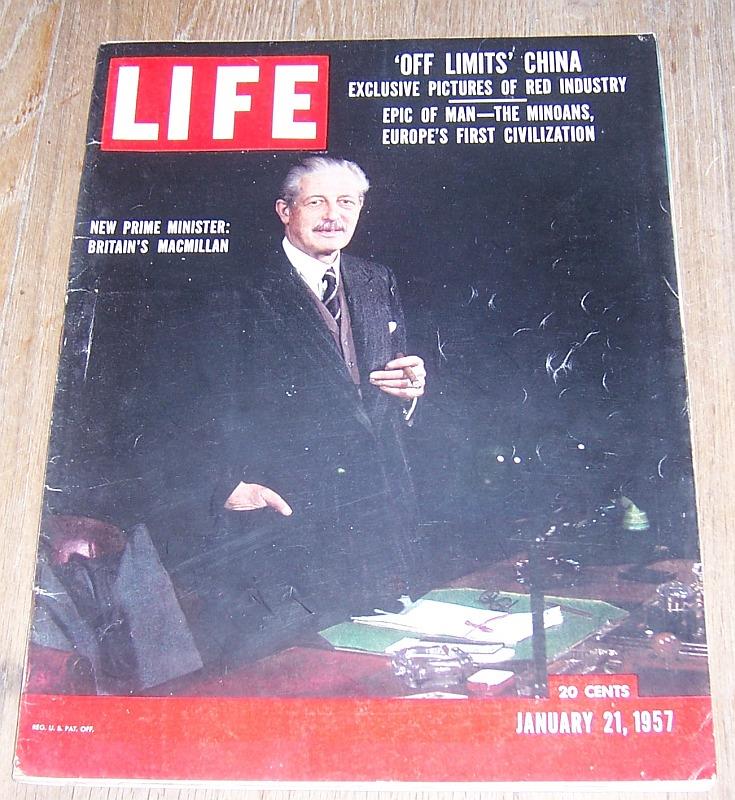 LIFE
'OFF LIMITS' CHINA
EXCLUSIVE PICTURES OF RED INDUSTRY
EPIC OF MAN—THE MINOANS,
EUROPE'S FIRST CIVILIZATION
NEW PRIME MINISTER:
BRITAIN'S MACMILLAN
20 CENTS
REG. U. S. PAT. OFF.
JANUARY 21, 1957